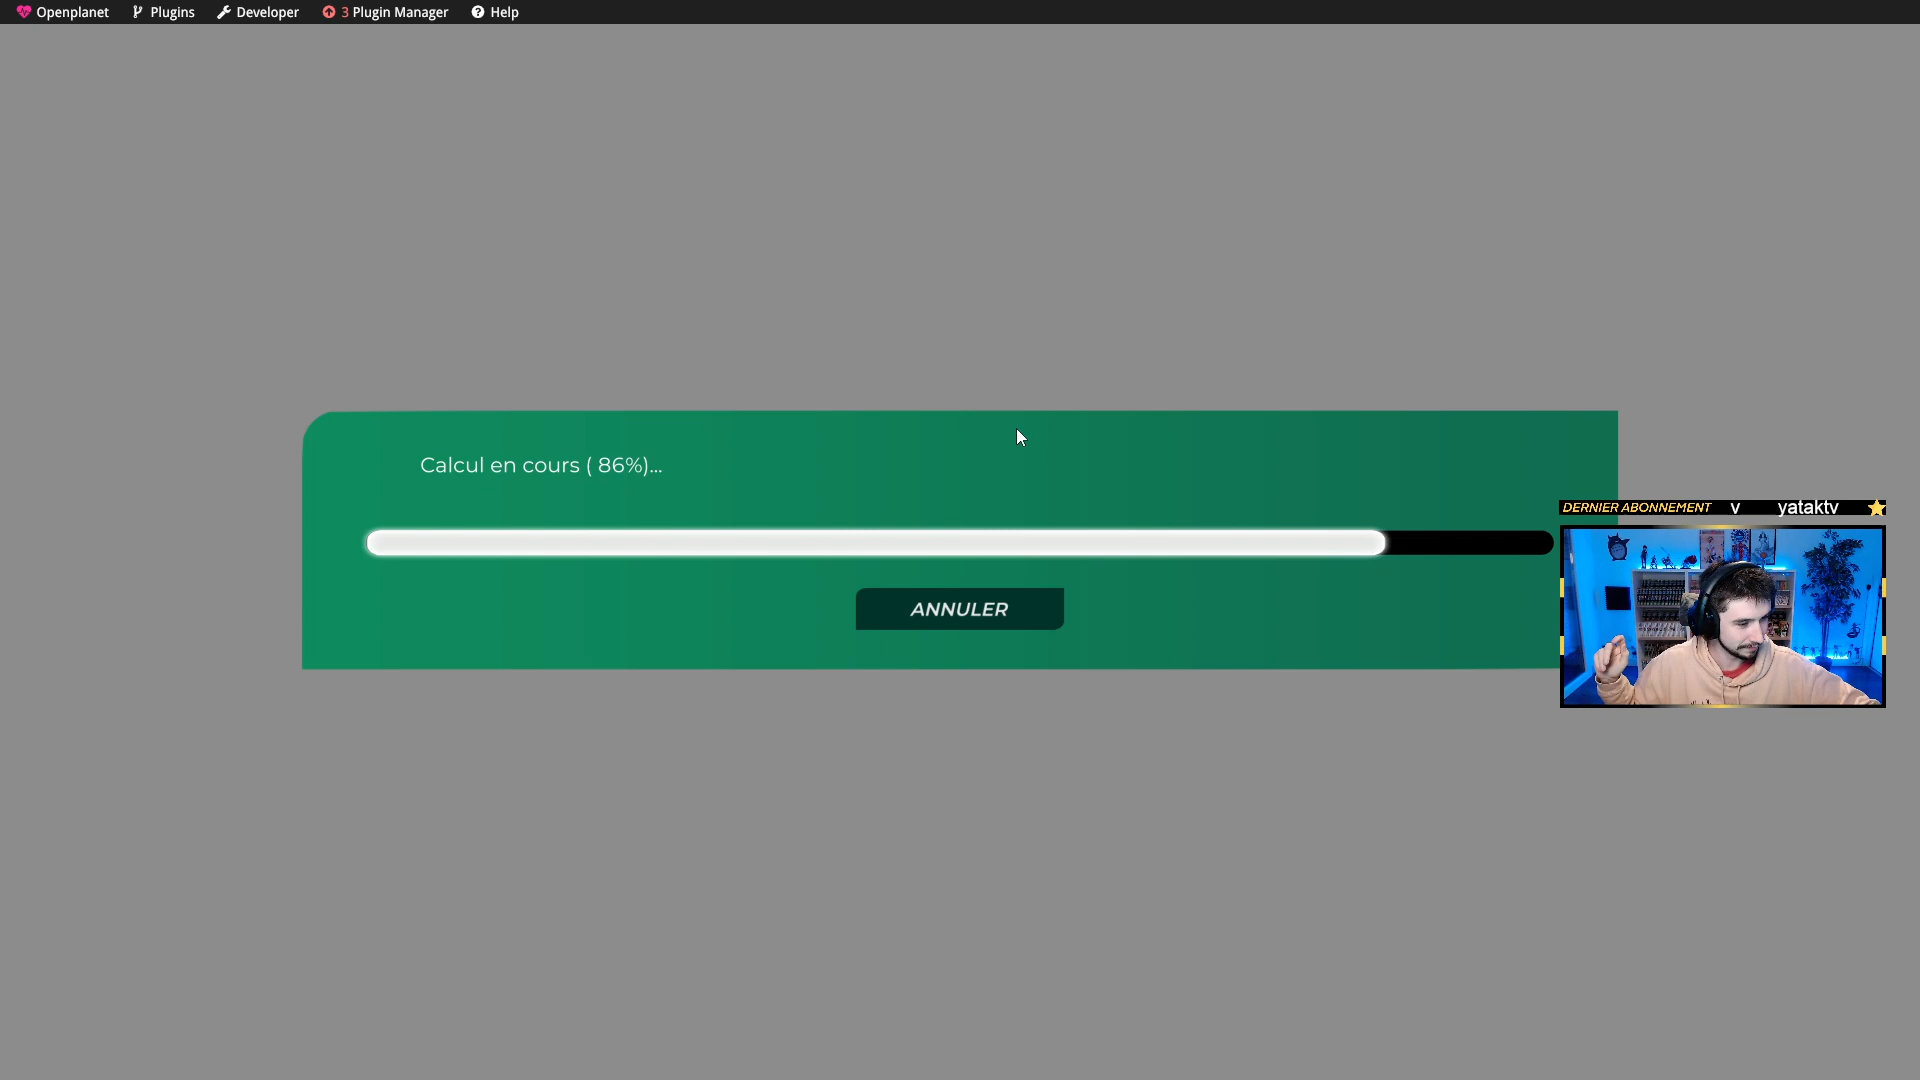 Openplanet Plugins Developer 3 Plugin Manager Help
Calcul en cours ( 86%)...
ANNULER
DERNIER ABONNEMENT v yataktv